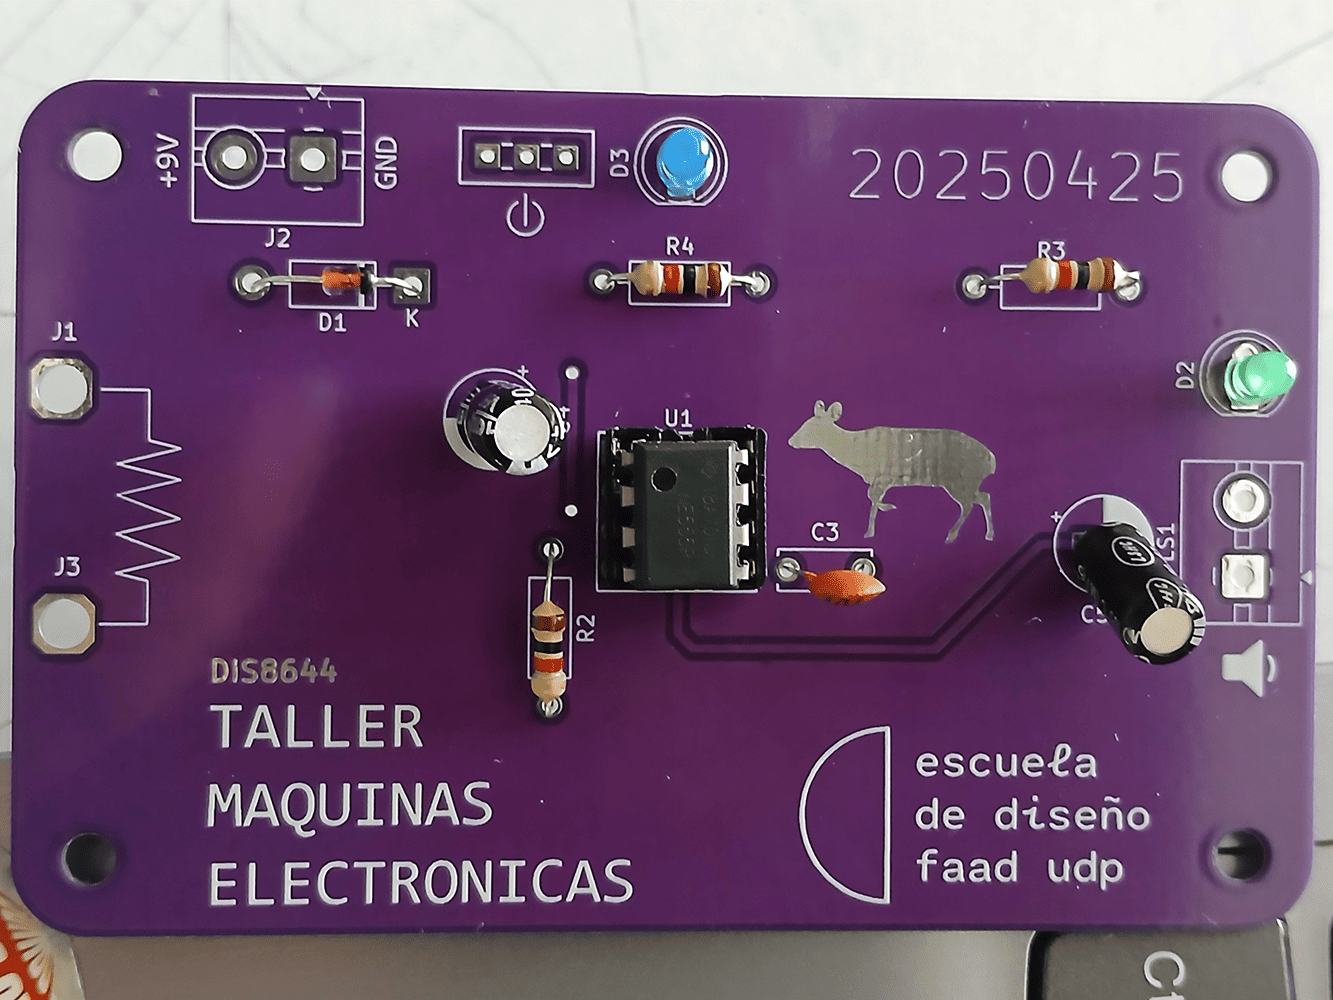 +9V
GND
J2
D3
20250425
D1
K
R4
R3
J1
D2
U1
C3
LS1
J3
R2
DIS8644
TALLER
MAQUINAS
ELECTRONICAS
escuela
de diseño
faad udp